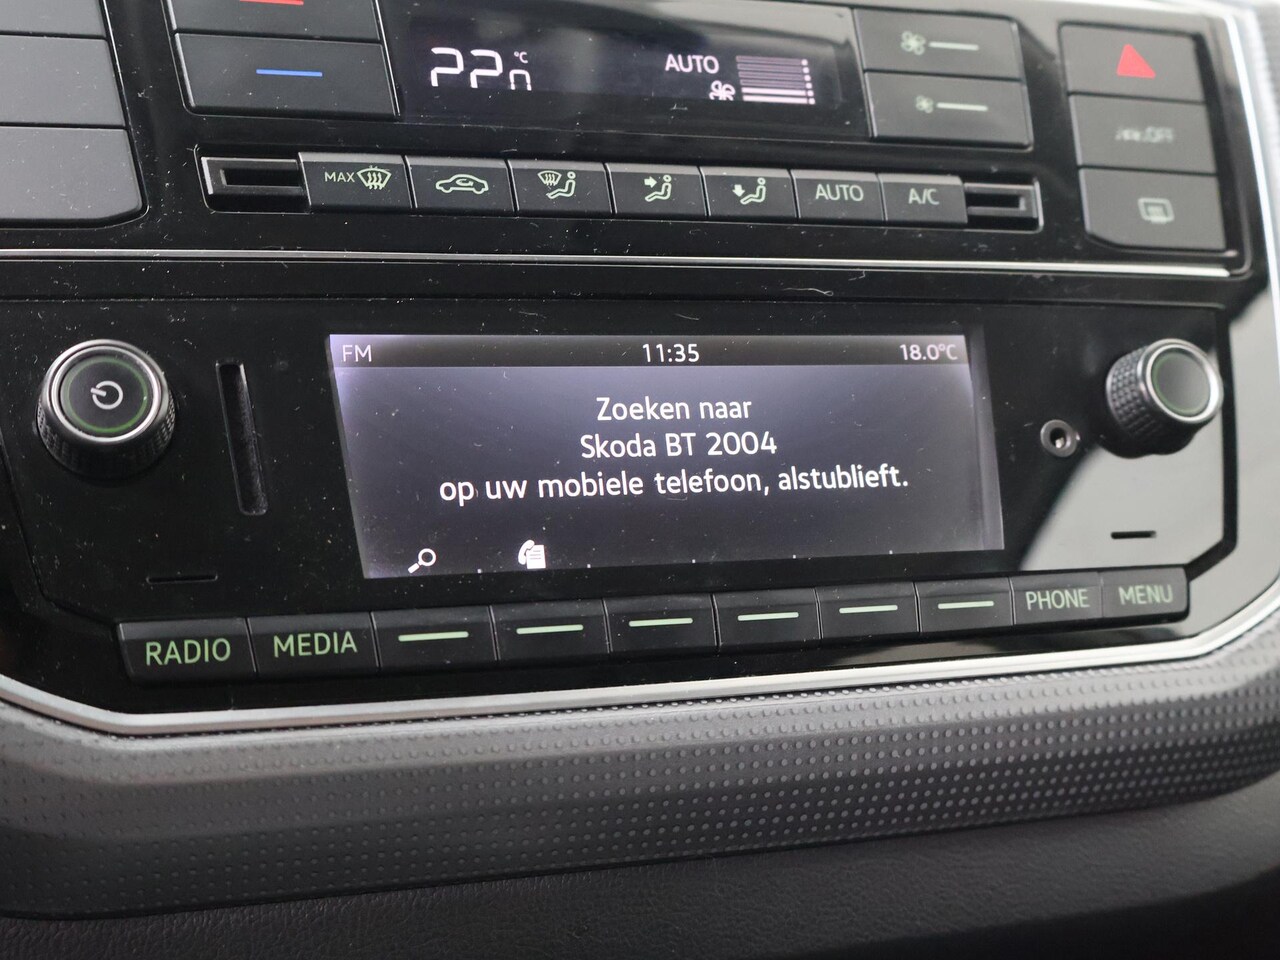 22.0 °C AUTO
MAX AUTO A/C
FM 11:35 18.0°C
Zoeken naar
Skoda BT 2004
op uw mobiele telefoon, alstublieft.
RADIO MEDIA PHONE MENU